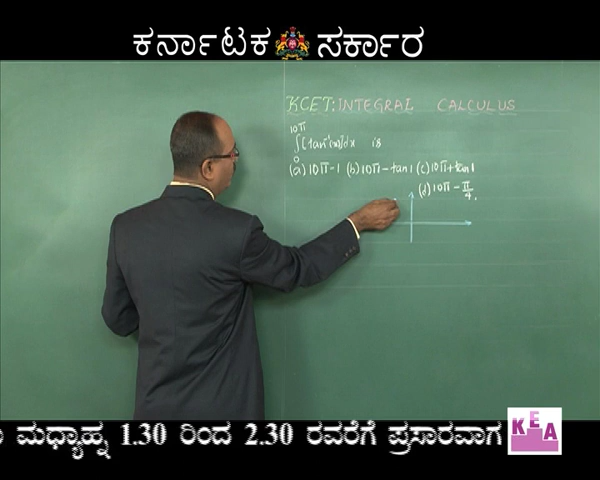 ಕರ್ನಾಟಕ ಸರ್ಕಾರ
KCET: INTEGRAL CALCULUS
10π
∫[tan⁻¹x]dx is
0
(a) 10π-1 (b) 10π-tan1 (c) 10π+tan1
(d) 10π-π/4.
ಮಧ್ಯಾಹ್ನ 1.30 ರಿಂದ 2.30 ರವರೆಗೆ ಪ್ರಸಾರವಾಗ
KEA